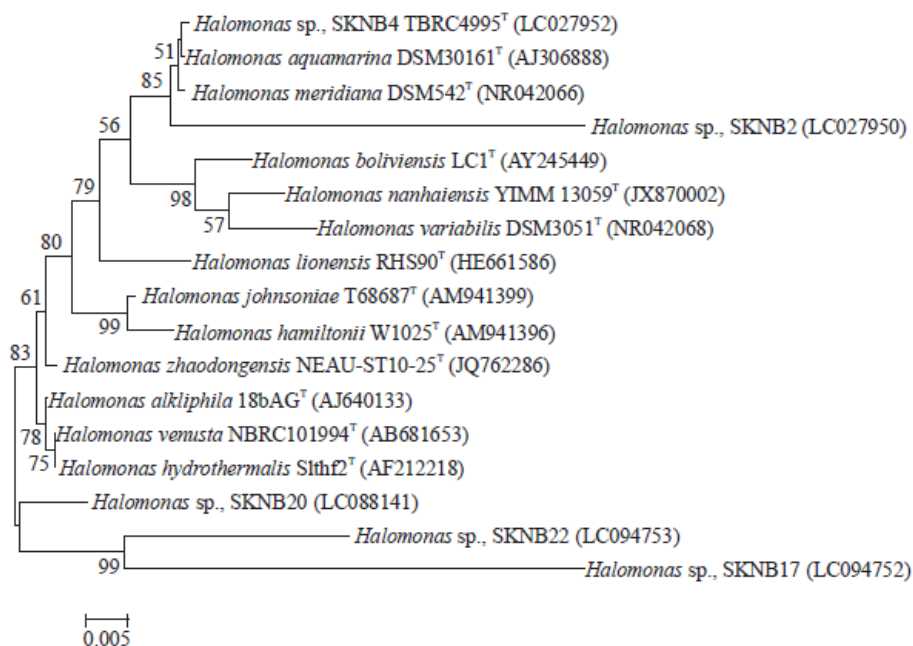 Halomonas sp., SKNB4 TBRC4995ᵀ (LC027952)
51
Halomonas aquamarina DSM30161ᵀ (AJ306888)
85
Halomonas meridiana DSM542ᵀ (NR042066)
56
Halomonas sp., SKNB2 (LC027950)
Halomonas boliviensis LC1ᵀ (AY245449)
79
98
Halomonas nanhaiensis YIMM 13059ᵀ (JX870002)
57
Halomonas variabilis DSM3051ᵀ (NR042068)
80
Halomonas lionensis RHS90ᵀ (HE661586)
61
Halomonas johnsoniae T68687ᵀ (AM941399)
99
Halomonas hamiltonii W1025ᵀ (AM941396)
83
Halomonas zhaodongensis NEAU-ST10-25ᵀ (JQ762286)
Halomonas alkliphila 18bAGᵀ (AJ640133)
78
Halomonas venusta NBRC101994ᵀ (AB681653)
75
Halomonas hydrothermalis Slthf2ᵀ (AF212218)
Halomonas sp., SKNB20 (LC088141)
Halomonas sp., SKNB22 (LC094753)
99
Halomonas sp., SKNB17 (LC094752)
0.005